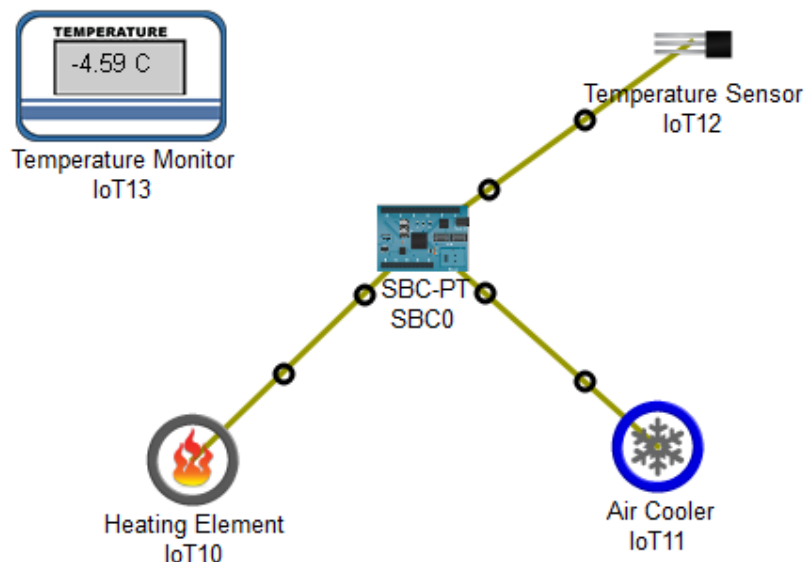 TEMPERATURE
-4.59 C
Temperature Monitor
IoT13
Temperature Sensor
IoT12
SBC-PT
SBC0
Heating Element
IoT10
Air Cooler
IoT11